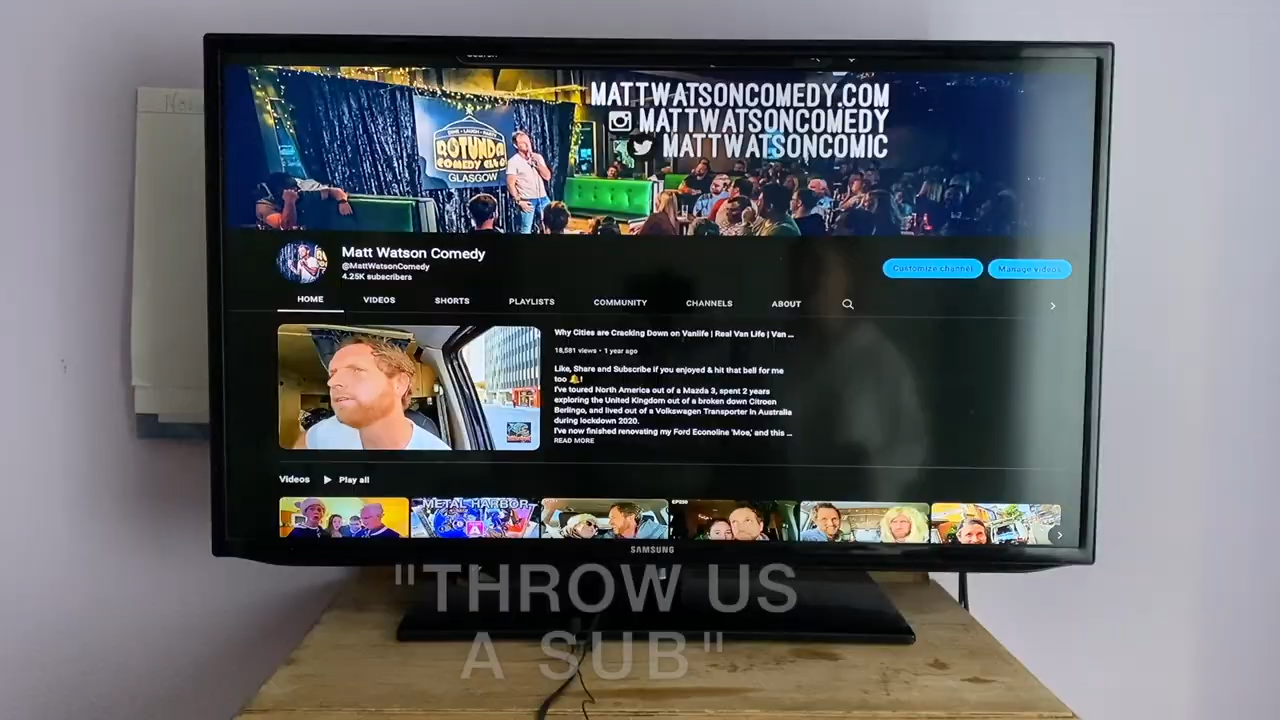 MATTWATSONCOMEDY.COM
MATTWATSONCOMEDY
MATTWATSONCOMIC
DINE • LAUGH • PARTY
ROTUNDA
COMEDY CLUB
GLASGOW
Matt Watson Comedy
@MattWatsonComedy
4.25K subscribers
Customize channel
Manage videos
HOME
VIDEOS
SHORTS
PLAYLISTS
COMMUNITY
CHANNELS
ABOUT
Why Cities are Cracking Down on Vanlife | Real Van Life | Van ...
18,581 views • 1 year ago
Like, Share and Subscribe if you enjoyed & hit that bell for me
too 🔔!
I've toured North America out of a Mazda 3, spent 2 years
exploring the United Kingdom out of a broken down Citroen
Berlingo, and lived out of a Volkswagen Transporter in Australia
during lockdown 2020.
I've now finished renovating my Ford Econoline 'Moe,' and this ...
READ MORE
Videos
Play all
METAL HARBOR
EP250
SAMSUNG
"THROW US
A SUB"